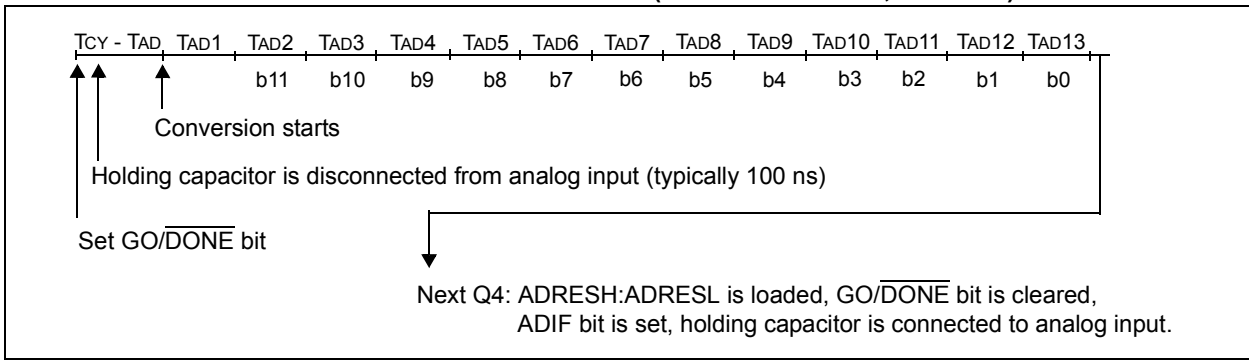 TCY - TAD TAD1 TAD2 TAD3 TAD4 TAD5 TAD6 TAD7 TAD8 TAD9 TAD10 TAD11 TAD12 TAD13
b11 b10 b9 b8 b7 b6 b5 b4 b3 b2 b1 b0
Conversion starts
Holding capacitor is disconnected from analog input (typically 100 ns)
Set GO/DONE bit
Next Q4: ADRESH:ADRESL is loaded, GO/DONE bit is cleared,
ADIF bit is set, holding capacitor is connected to analog input.